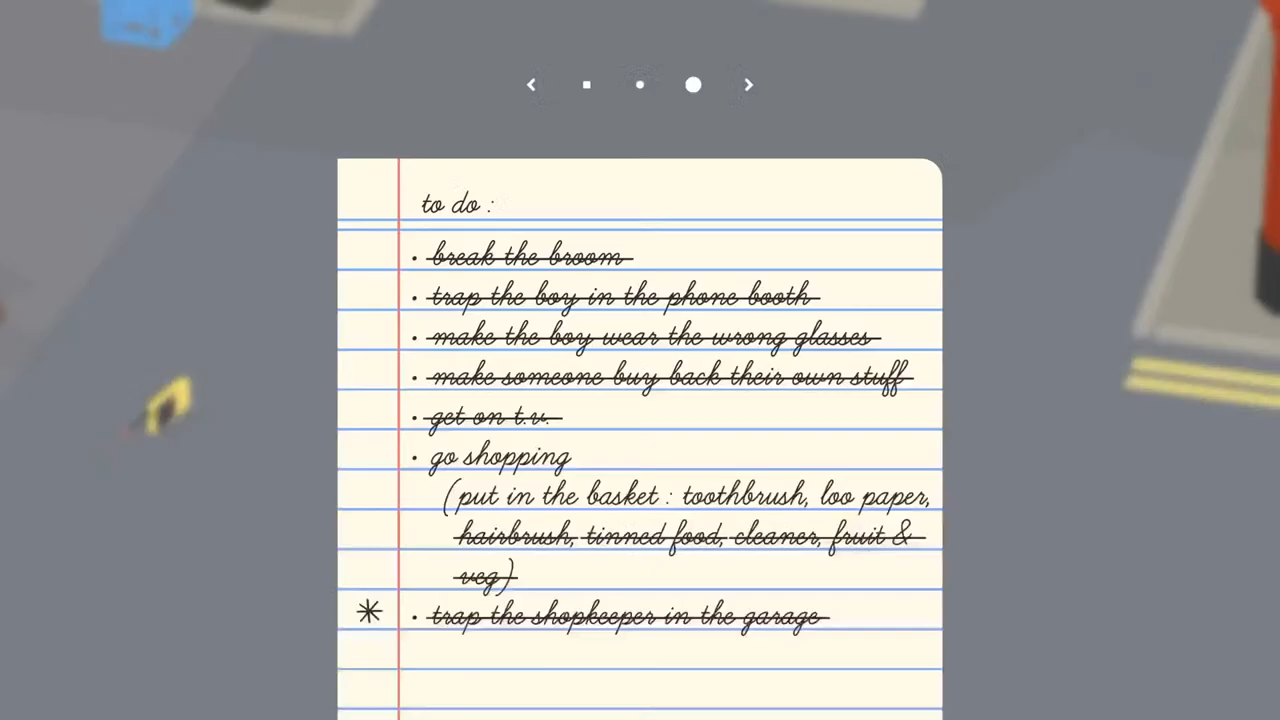 to do :
· break the broom
· trap the boy in the phone booth
· make the boy wear the wrong glasses
· make someone buy back their own stuff
· get on t.v.
· go shopping
(put in the basket : toothbrush, loo paper,
hairbrush, tinned food, cleaner, fruit &
veg)
· trap the shopkeeper in the garage